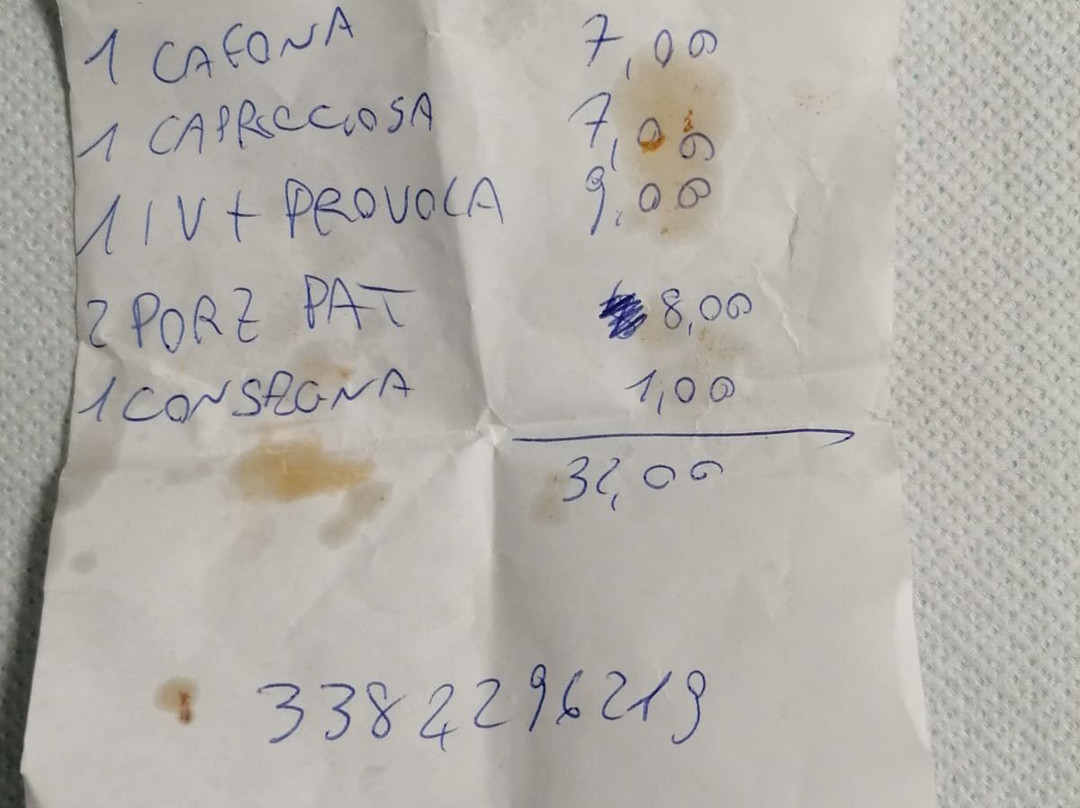 1 CAFONA 7,00
1 CAPRICCIOSA 7,00
1 IV + PROVOLA 9,00
2 PORZ PAT 8,00
1 CONSEGNA 1,00
32,00
3382296219